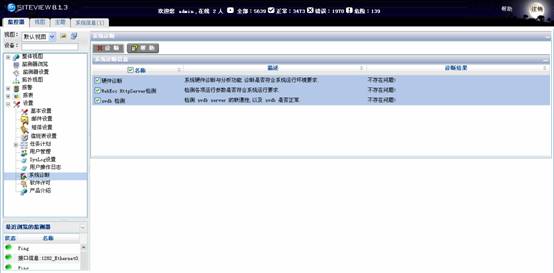 SITEVIEW 8.1.3
欢迎您 admin,在线 2 人 全部:5639 正常:3473 错误:1970 危险:139
帮助 注销
监控器 视图 主题 系统信息(1)
视图: 默认视图
设备:
整体视图
监测器浏览
监测器设置
拓扑视图
报警
报表
设置
基本设置
邮件设置
短信设置
值班表设置
任务计划
用户管理
SysLog设置
用户操作日志
系统诊断
软件许可
产品介绍
最近浏览的监测器
状态 名称
Ping
接口信息:1282_Ethernet0
Ping
系统诊断
诊 断 帮 助
系统诊断信息
名称 描述 诊断结果
硬件诊断 系统硬件诊断与分析功能,诊断是否符合系统运行环境要求. 不存在问题!
WebEcc HttpServer检测 检测各项运行参数是否符合系统运行要求. 不存在问题!
svdb 检测 检测 svdb server 的联通性,以及 svdb 是否正常. 不存在问题!